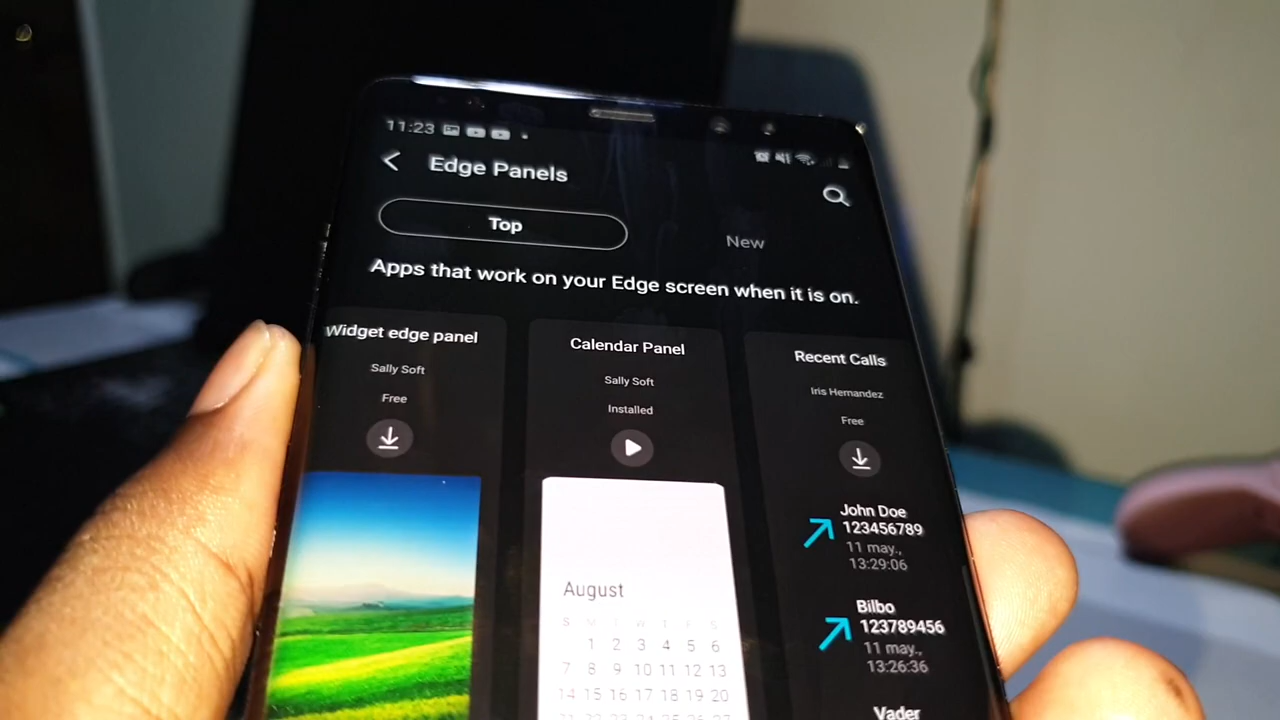 11:23
Edge Panels
Top
New
Apps that work on your Edge screen when it is on.
Widget edge panel
Sally Soft
Free
Calendar Panel
Sally Soft
Installed
August
S M T W T F S
1 2 3 4 5 6
7 8 9 10 11 12 13
14 15 16 17 18 19 20
Recent Calls
Iris Hernandez
Free
John Doe
123456789
11 may.,
13:29:06
Bilbo
123789456
11 may.,
13:26:36
Vader